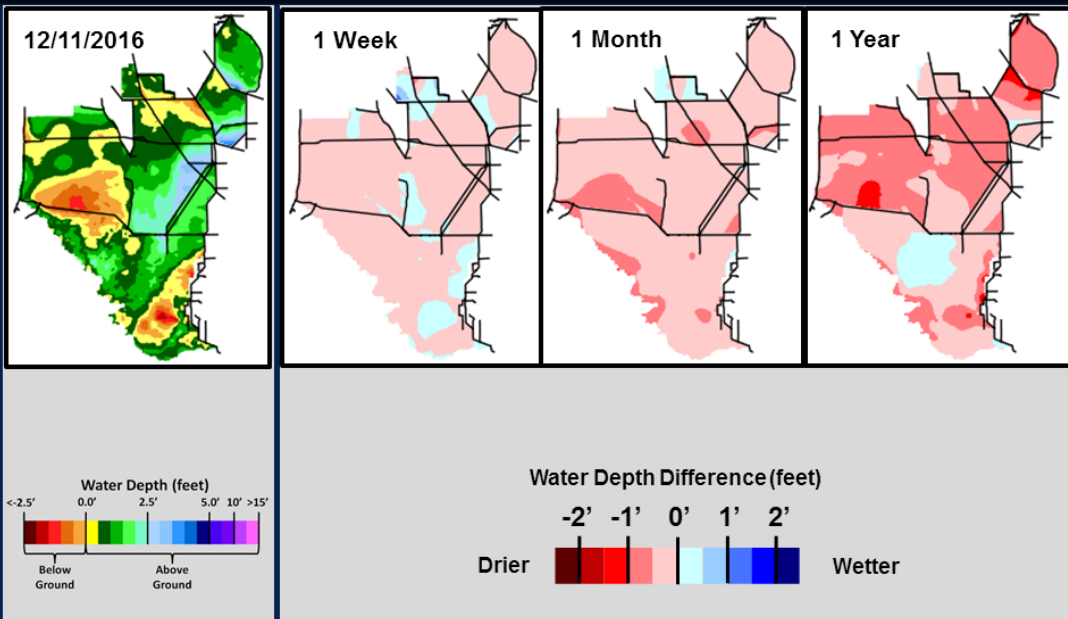 12/11/2016
1 Week
1 Month
1 Year
Water Depth (feet)
<-2.5’ 0.0’ 2.5’ 5.0’ 10’ >15’
Below
Ground
Above
Ground
Water Depth Difference (feet)
-2’ -1’ 0’ 1’ 2’
Drier Wetter